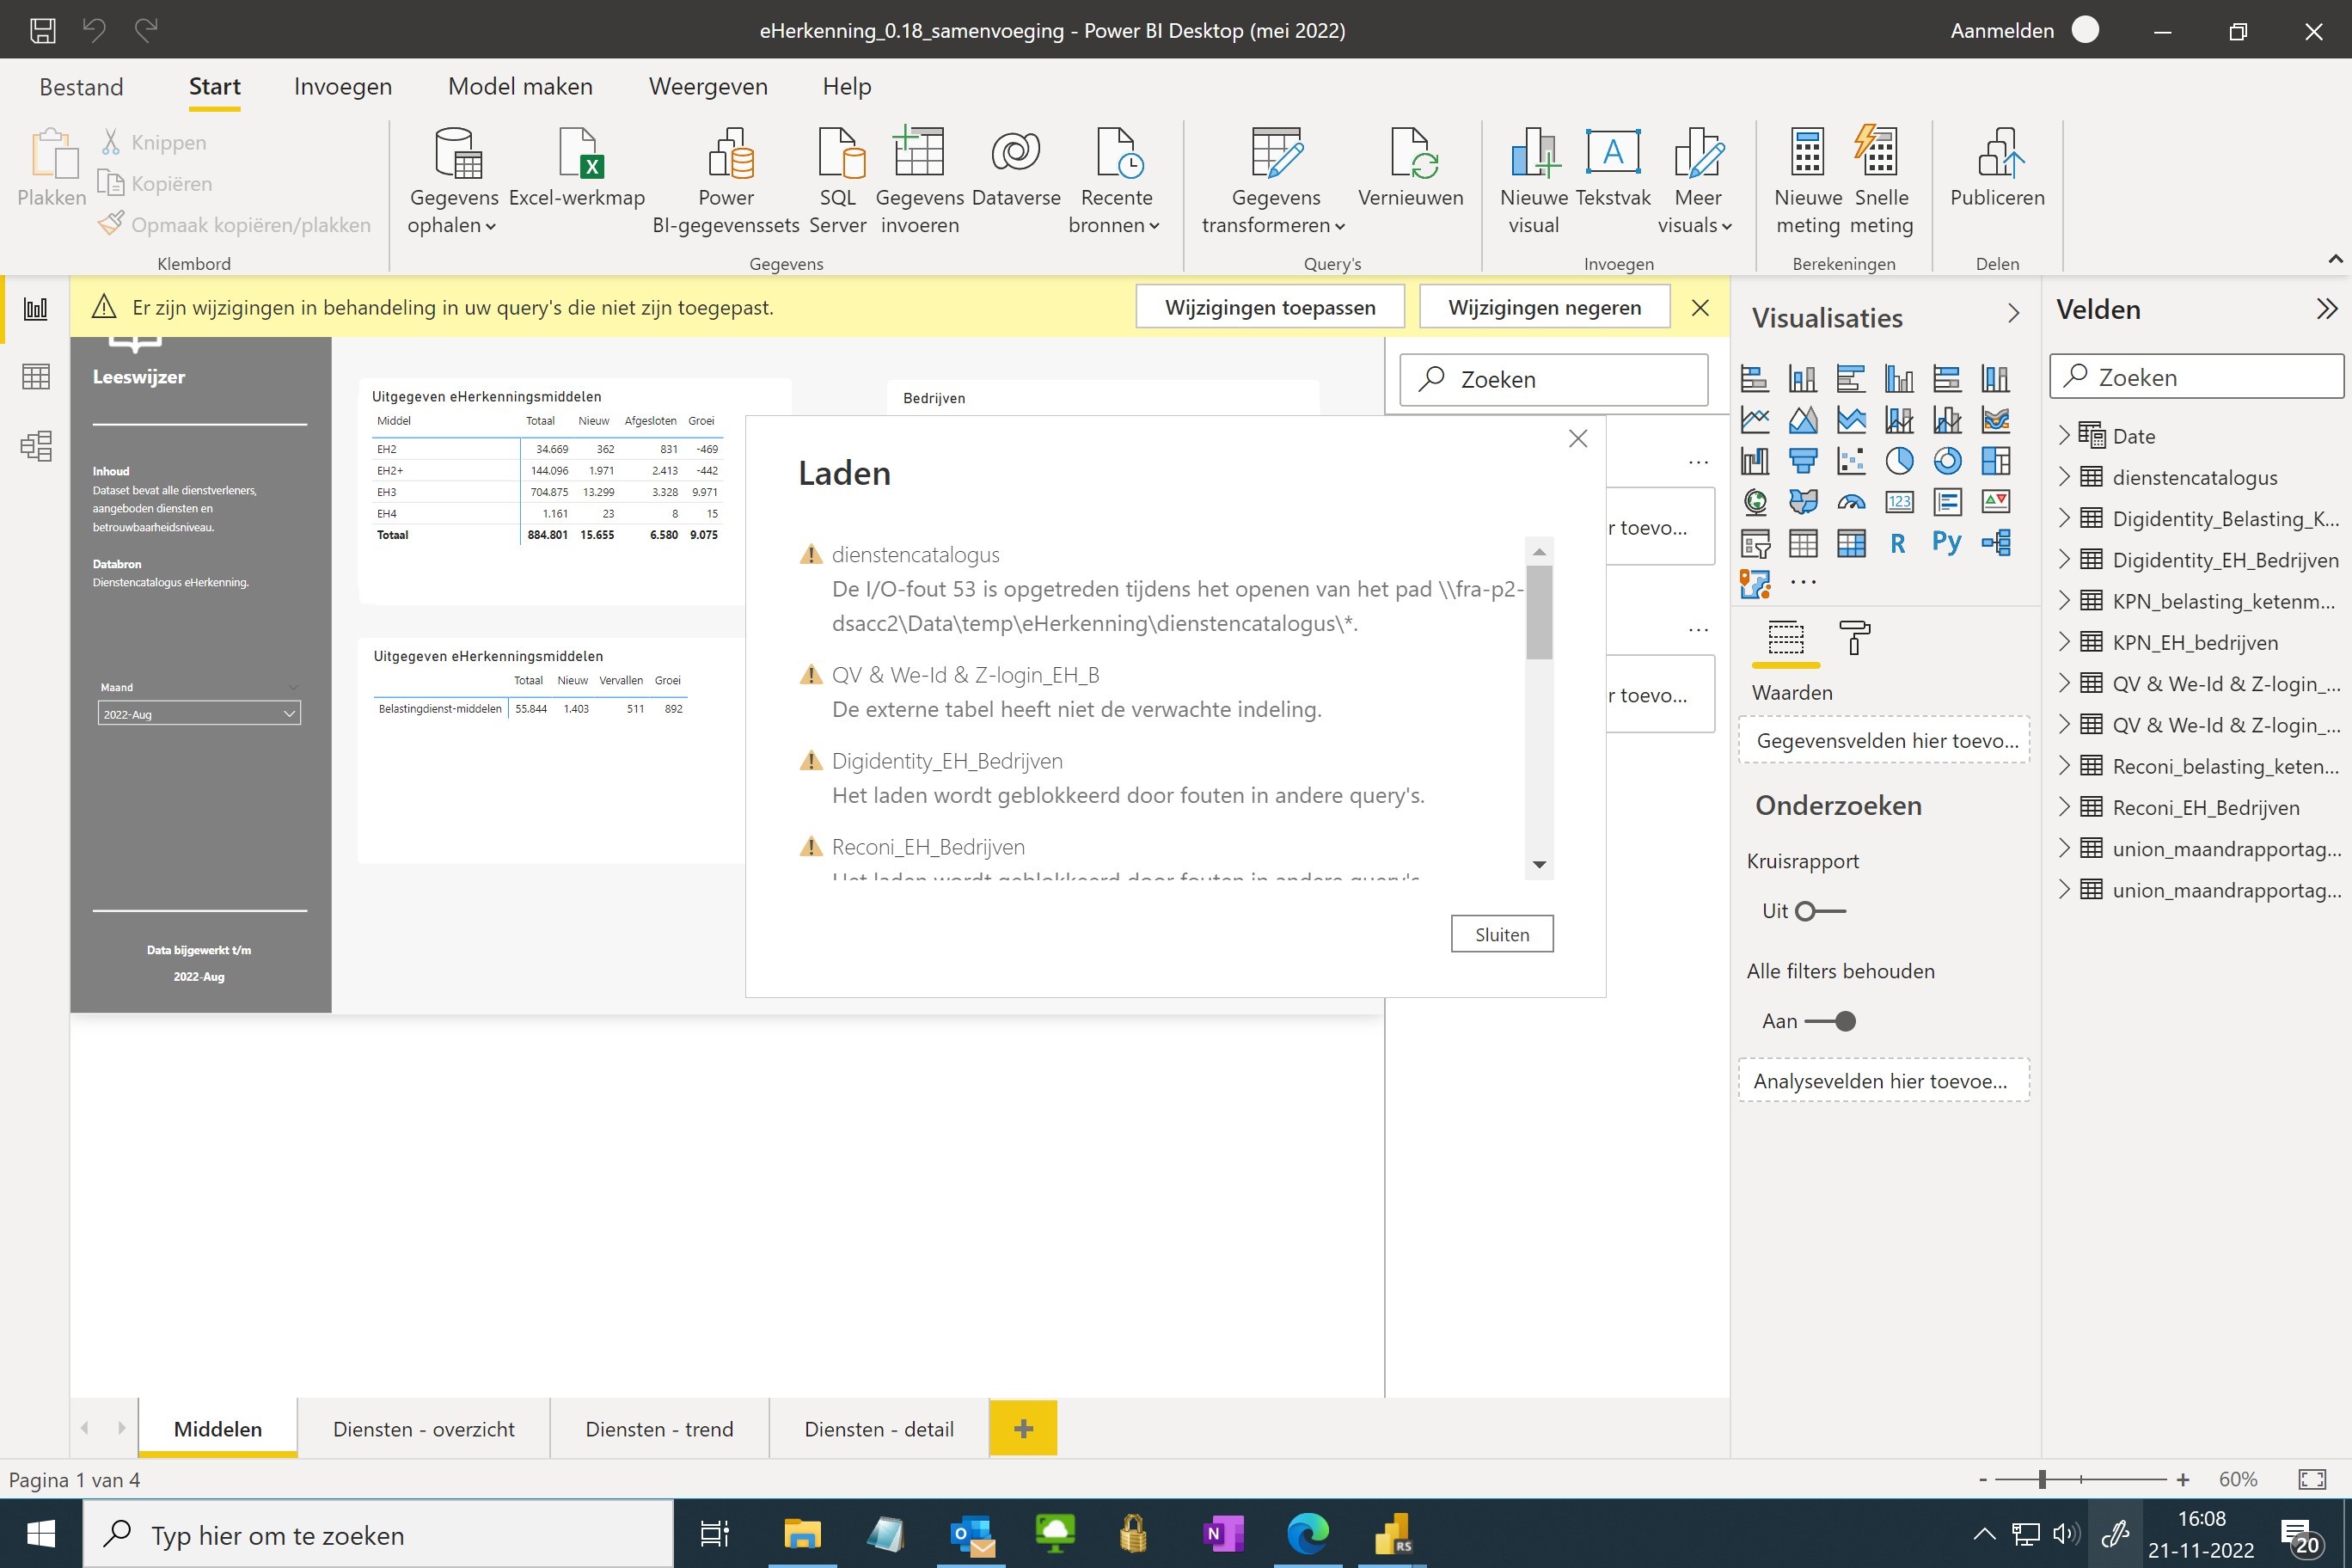 eHerkenning_0.18_samenvoeging - Power BI Desktop (mei 2022)
Aanmelden
Bestand
Start
Invoegen
Model maken
Weergeven
Help
Plakken
Knippen
Kopiëren
Opmaak kopiëren/plakken
Klembord
Gegevens
ophalen
Excel-werkmap
Power
BI-gegevenssets
SQL
Server
Gegevens
invoeren
Dataverse
Recente
bronnen
Gegevens
Gegevens
transformeren
Vernieuwen
Query's
Nieuwe
visual
Tekstvak
Meer
visuals
Invoegen
Nieuwe
meting
Snelle
meting
Berekeningen
Publiceren
Delen
Er zijn wijzigingen in behandeling in uw query's die niet zijn toegepast.
Wijzigingen toepassen
Wijzigingen negeren
Leeswijzer
Inhoud
Dataset bevat alle dienstverleners,
aangeboden diensten en
betrouwbaarheidsniveau.
Databron
Dienstencatalogus eHerkenning.
Maand
2022-Aug
Data bijgewerkt t/m
2022-Aug
Uitgegeven eHerkenningsmiddelen
Middel Totaal Nieuw Afgesloten Groei
EH2 34.669 362 831 -469
EH2+ 144.096 1.971 2.413 -442
EH3 704.875 13.299 3.328 9.971
EH4 1.161 23 8 15
Totaal 884.801 15.655 6.580 9.075
Uitgegeven eHerkenningsmiddelen
Totaal Nieuw Vervallen Groei
Belastingdienst-middelen 55.844 1.403 511 892
Bedrijven
Laden
dienstencatalogus
De I/O-fout 53 is opgetreden tijdens het openen van het pad \\fra-p2-
dsacc2\Data\temp\eHerkenning\dienstencatalogus\*.
QV & We-Id & Z-login_EH_B
De externe tabel heeft niet de verwachte indeling.
Digidentity_EH_Bedrijven
Het laden wordt geblokkeerd door fouten in andere query's.
Reconi_EH_Bedrijven
Het laden wordt geblokkeerd door fouten in andere query's.
Sluiten
Zoeken
...
r toevo...
...
r toevo...
Visualisaties
123
R
Py
...
Waarden
Gegevensvelden hier toevo...
Onderzoeken
Kruisrapport
Uit
Alle filters behouden
Aan
Analysevelden hier toevoe...
Velden
Zoeken
Date
dienstencatalogus
Digidentity_Belasting_K...
Digidentity_EH_Bedrijven
KPN_belasting_ketenm...
KPN_EH_bedrijven
QV & We-Id & Z-login_...
QV & We-Id & Z-login_...
Reconi_belasting_keten...
Reconi_EH_Bedrijven
union_maandrapportag...
union_maandrapportag...
Middelen
Diensten - overzicht
Diensten - trend
Diensten - detail
+
Pagina 1 van 4
- + 60%
Typ hier om te zoeken
RS
16:08
21-11-2022
20